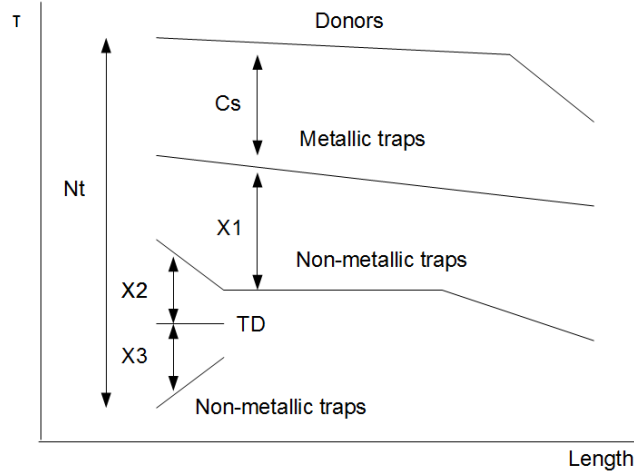 T
Donors
Cs
Metallic traps
Nt
X1
Non-metallic traps
X2
TD
X3
Non-metallic traps
Length